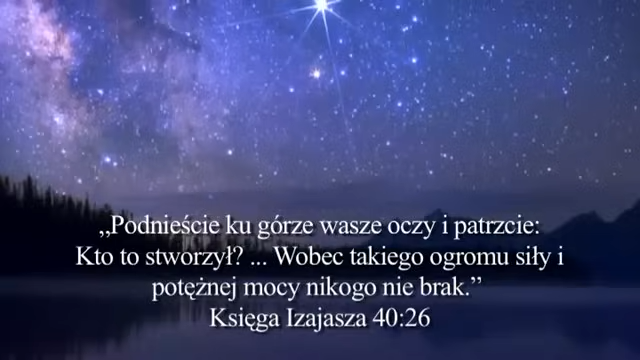 „Podnieście ku górze wasze oczy i patrzcie:
Kto to stworzył? ... Wobec takiego ogromu siły i
potężnej mocy nikogo nie brak.”
Księga Izajasza 40:26